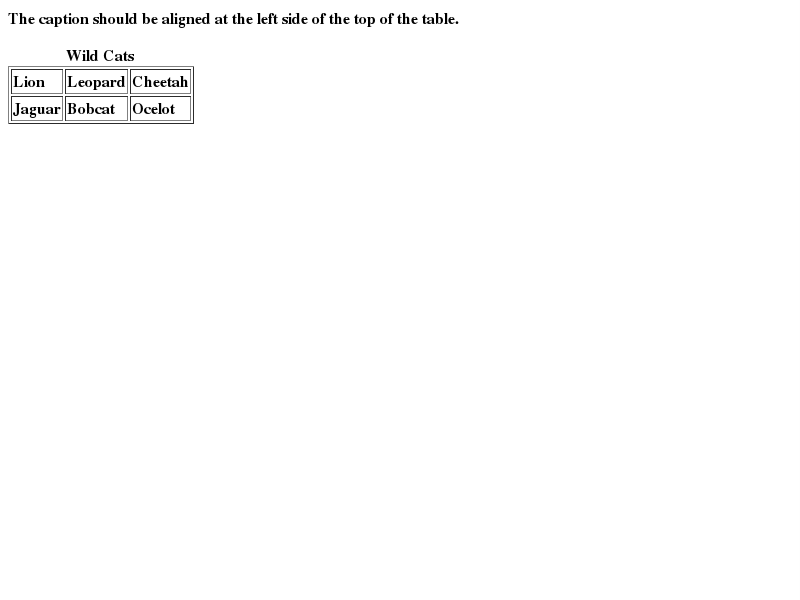 The caption should be aligned at the left side of the top of the table.
Wild Cats
Lion Leopard Cheetah
Jaguar Bobcat Ocelot